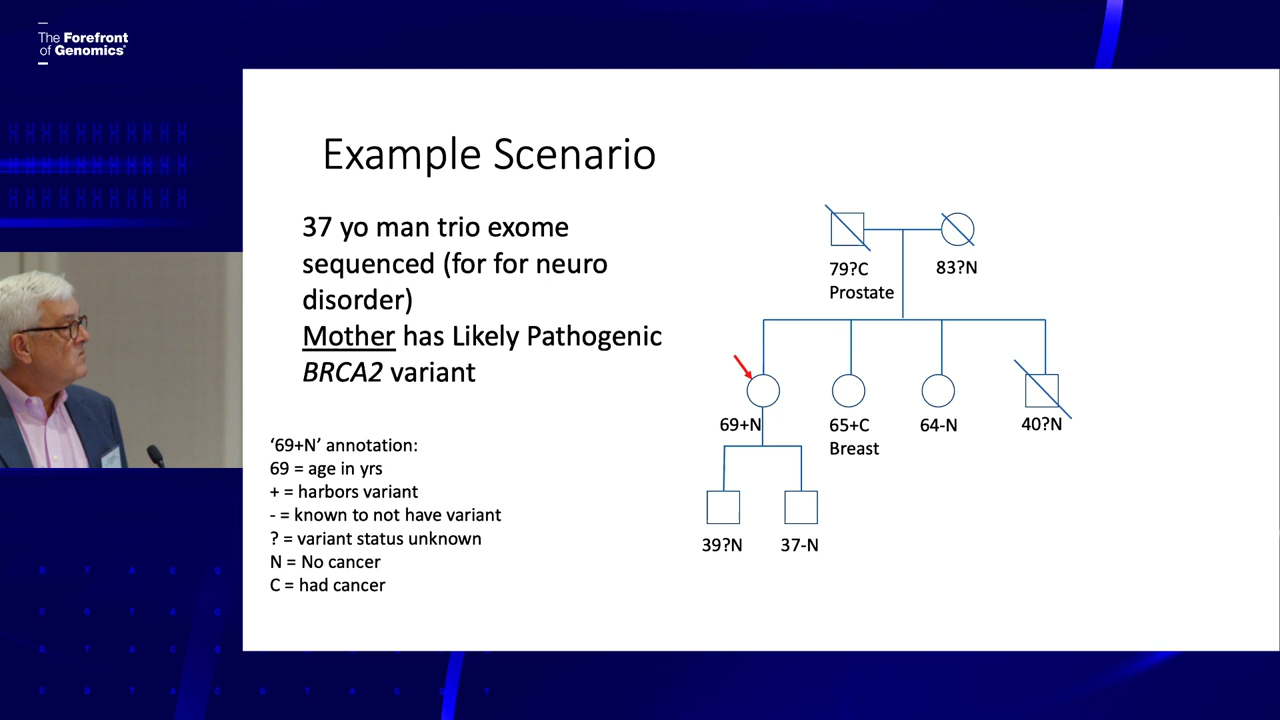 The Forefront
of Genomics®
Example Scenario
37 yo man trio exome
sequenced (for for neuro
disorder)
Mother has Likely Pathogenic
BRCA2 variant
‘69+N’ annotation:
69 = age in yrs
+ = harbors variant
- = known to not have variant
? = variant status unknown
N = No cancer
C = had cancer
79?C
Prostate
83?N
69+N
65+C
Breast
64-N
40?N
39?N
37-N